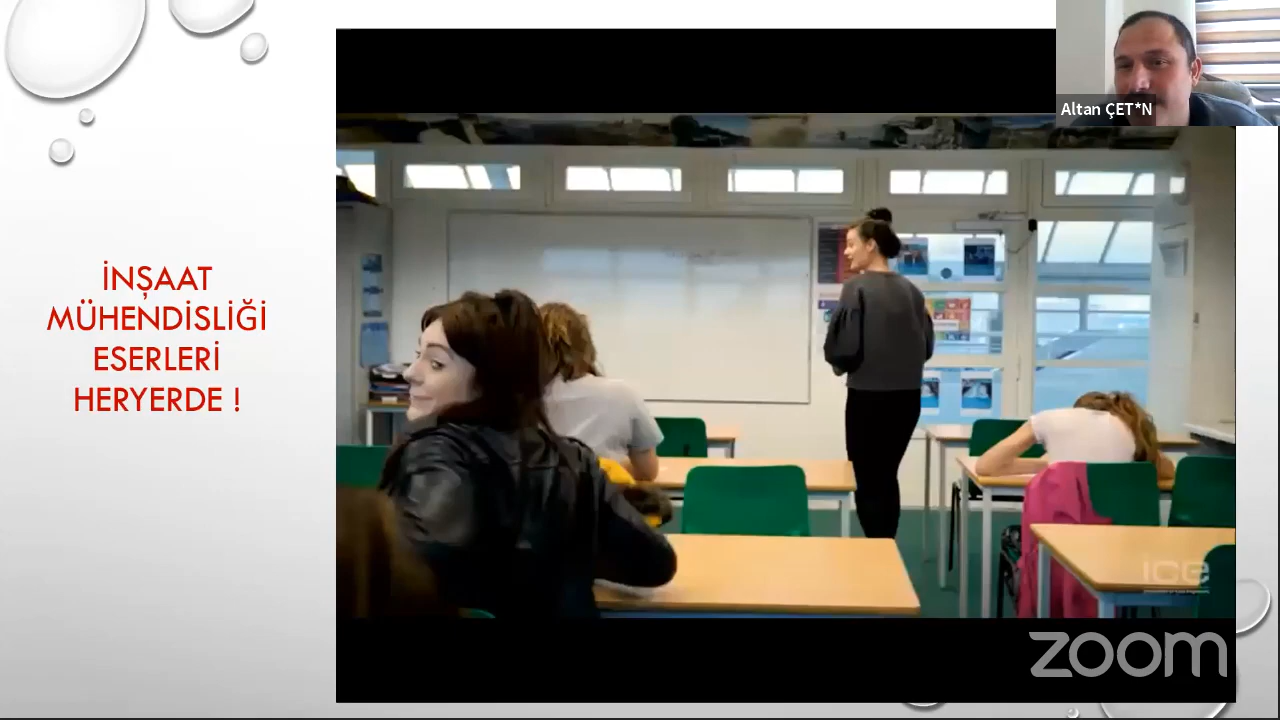 İNŞAAT
MÜHENDİSLİĞİ
ESERLERİ
HERYERDE !
Altan ÇET*N
ice
zoom